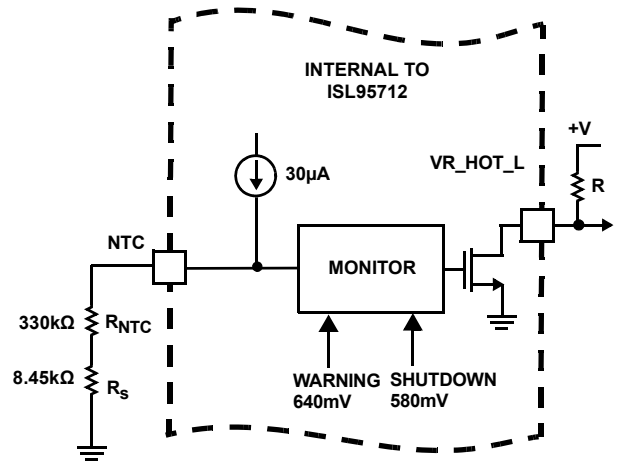 INTERNAL TO
ISL95712
+V
VR_HOT_L
R
30µA
NTC
MONITOR
330kΩ RNTC
8.45kΩ Rs
WARNING SHUTDOWN
640mV 580mV